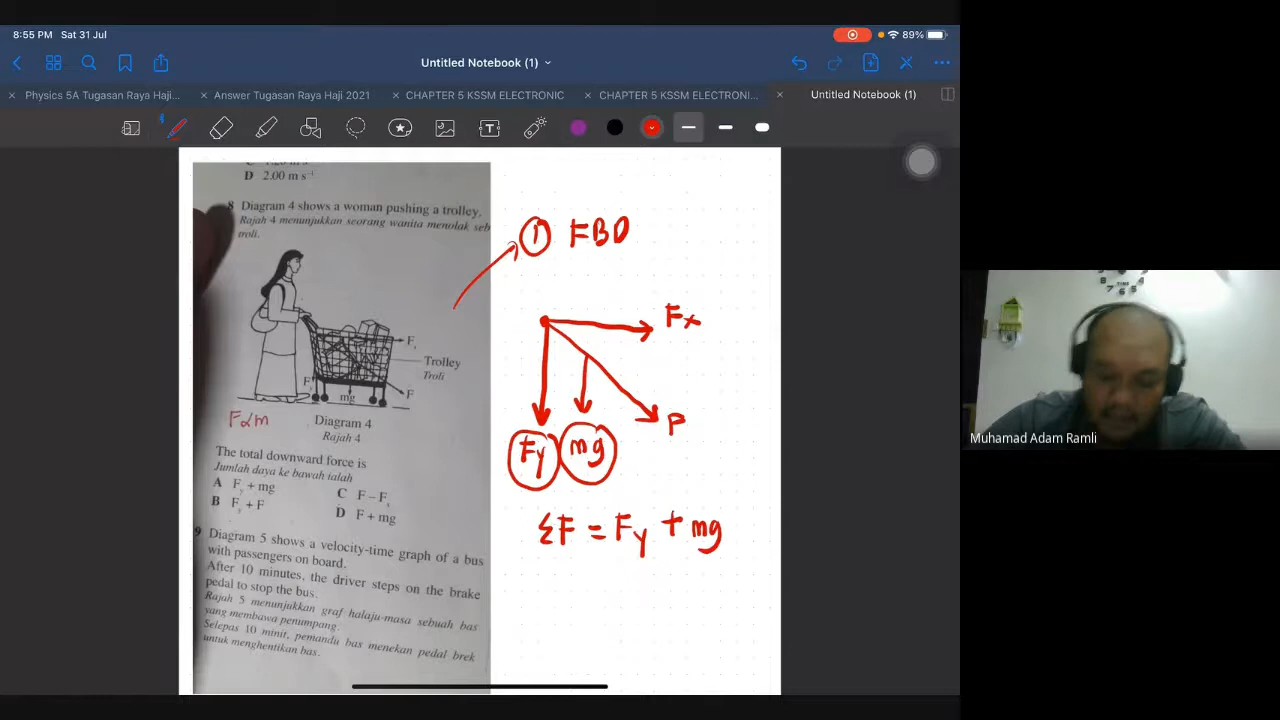 8:55 PM Sat 31 Jul
89%
Untitled Notebook (1)
Physics 5A Tugasan Raya Haji...
Answer Tugasan Raya Haji 2021
CHAPTER 5 KSSM ELECTRONIC
CHAPTER 5 KSSM ELECTRONI...
Untitled Notebook (1)
D 2.00 m s⁻¹
8 Diagram 4 shows a woman pushing a trolley.
Rajah 4 menunjukkan seorang wanita menolak seb
troli.
Fₓ
Trolley
Troli
F
F
mg
F∝m
Diagram 4
Rajah 4
The total downward force is
Jumlah daya ke bawah ialah
A Fy + mg
C F – Fₓ
B Fy + F
D F + mg
9 Diagram 5 shows a velocity-time graph of a bus
with passengers on board.
After 10 minutes, the driver steps on the brake
pedal to stop the bus.
Rajah 5 menunjukkan graf halaju-masa sebuah bas
yang membawa penumpang.
Selepas 10 minit, pemandu bas menekan pedal brek
untuk menghentikan bas.
① FBD
Fx
F
Fy
mg
ΣF = Fy + mg
Muhamad Adam Ramli